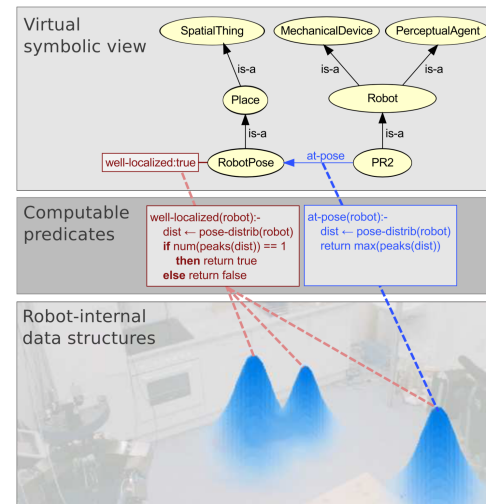 Virtual
symbolic view
SpatialThing
MechanicalDevice
PerceptualAgent
is-a
is-a
is-a
Place
Robot
is-a
is-a
at-pose
well-localized:true
RobotPose
PR2
Computable
predicates
well-localized(robot):-
dist ← pose-distrib(robot)
if num(peaks(dist)) == 1
then return true
else return false
at-pose(robot):-
dist ← pose-distrib(robot)
return max(peaks(dist))
Robot-internal
data structures